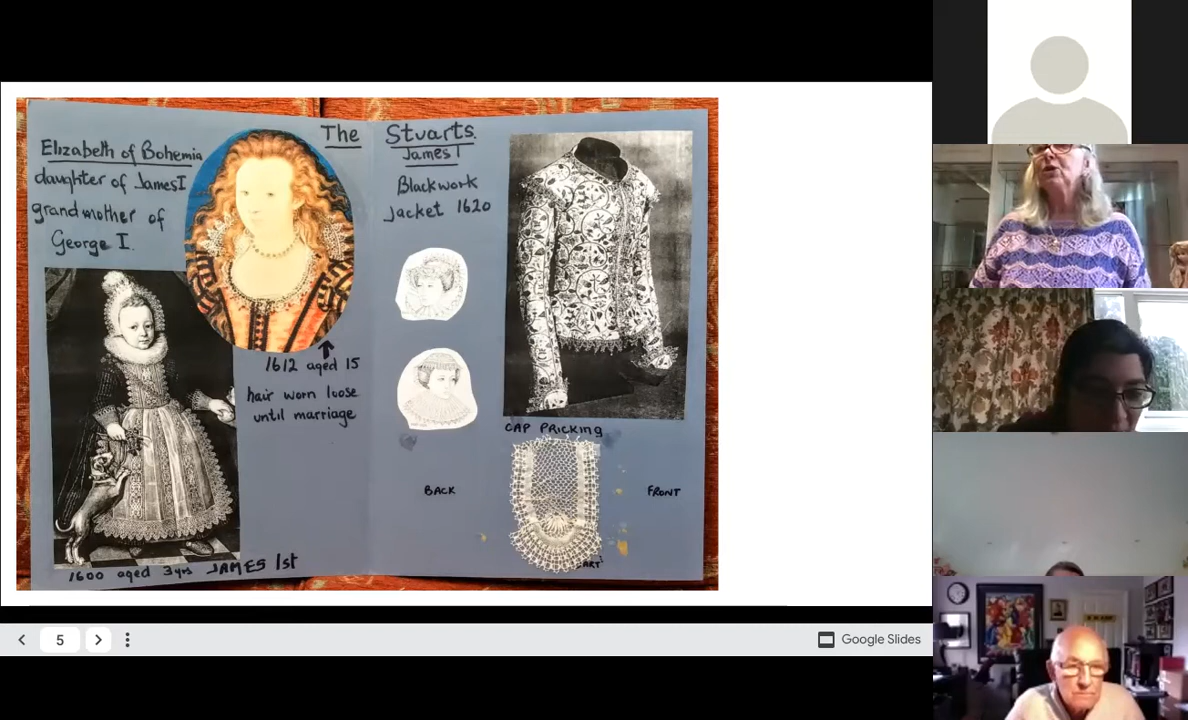 The Stuarts.
James I
Elizabeth of Bohemia
daughter of James I
grandmother of
George I.
Blackwork
jacket 1620
1612 aged 15
hair worn loose
until marriage
CAP PRICKING
BACK
FRONT
1600 aged 3yrs JAMES 1st
5
Google Slides